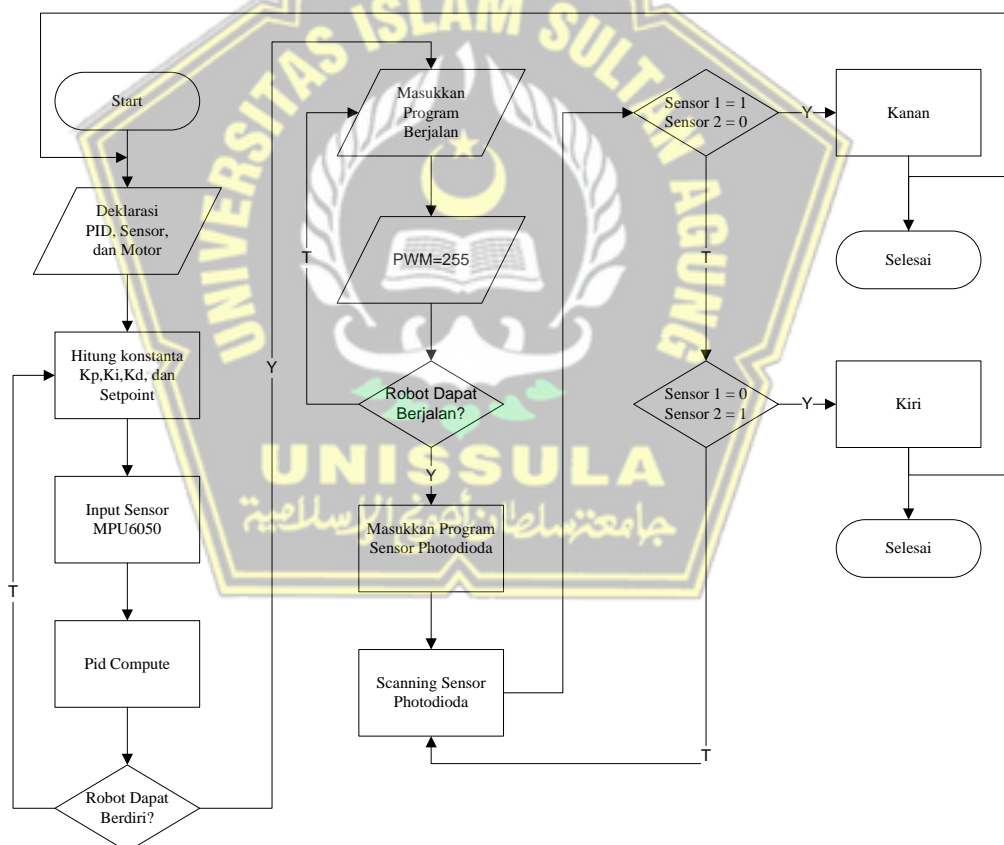 Start
Deklarasi
PID, Sensor,
dan Motor
Hitung konstanta
Kp,Ki,Kd, dan
Setpoint
Input Sensor
MPU6050
Pid Compute
Robot Dapat
Berdiri?
T
Y
Masukkan
Program
Berjalan
PWM=255
Robot Dapat
Berjalan?
T
Y
Masukkan Program
Sensor Photodioda
Scanning Sensor
Photodioda
Sensor 1 = 1
Sensor 2 = 0
Y
Kanan
Selesai
T
Sensor 1 = 0
Sensor 2 = 1
Y
Kiri
Selesai
T
UNIVERSITAS ISLAM SULTAN AGUNG
UNISSULA
جامعة سلطان أجونج الإسلامية